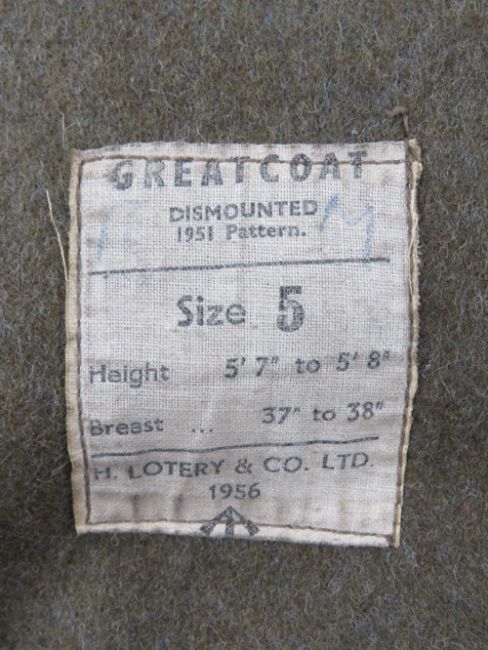 GREATCOAT
DISMOUNTED
1951 Pattern.
Size 5
Height 5' 7" to 5' 8"
Breast ... 37" to 38"
H. LOTERY & CO. LTD.
1956